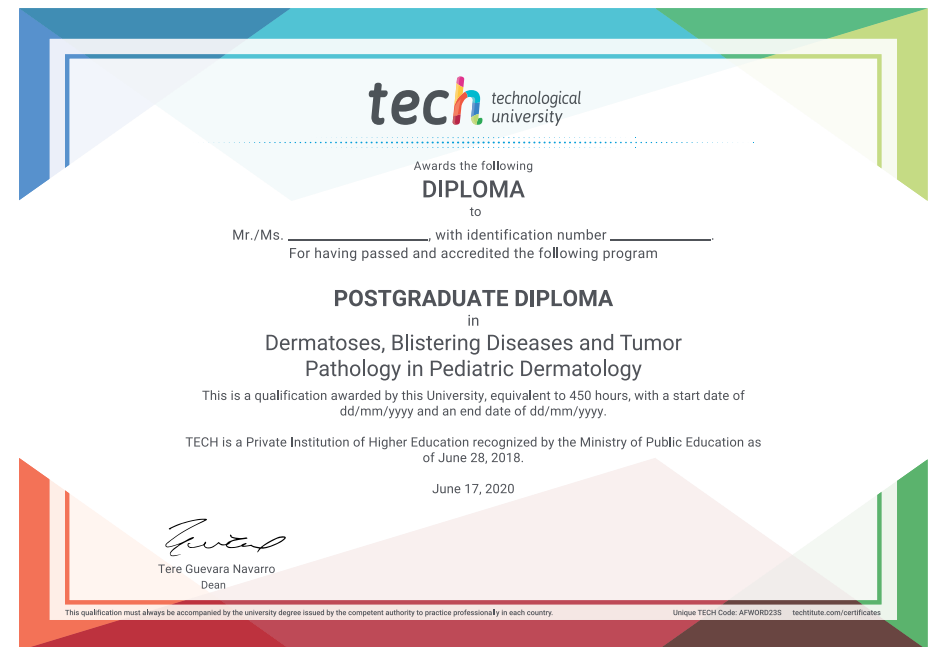 tech technological
university
Awards the following
DIPLOMA
to
Mr./Ms. ____________________, with identification number ______________.
For having passed and accredited the following program
POSTGRADUATE DIPLOMA
in
Dermatoses, Blistering Diseases and Tumor
Pathology in Pediatric Dermatology
This is a qualification awarded by this University, equivalent to 450 hours, with a start date of
dd/mm/yyyy and an end date of dd/mm/yyyy.
TECH is a Private Institution of Higher Education recognized by the Ministry of Public Education as
of June 28, 2018.
June 17, 2020
Tere Guevara Navarro
Dean
This qualification must always be accompanied by the university degree issued by the competent authority to practice professionally in each country. Unique TECH Code: AFWORD23S techtitute.com/certificates